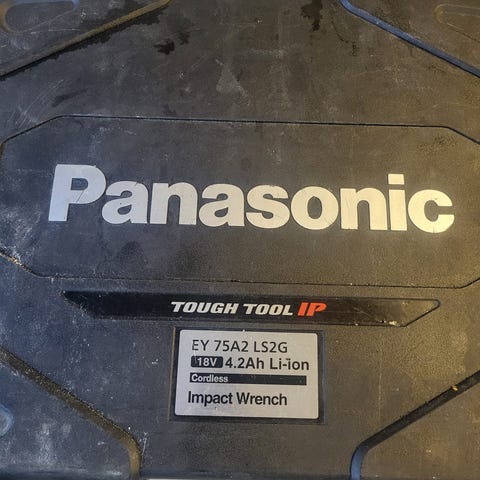 Panasonic
TOUGH TOOL IP
EY 75A2 LS2G
18V 4.2Ah Li-ion
Cordless
Impact Wrench